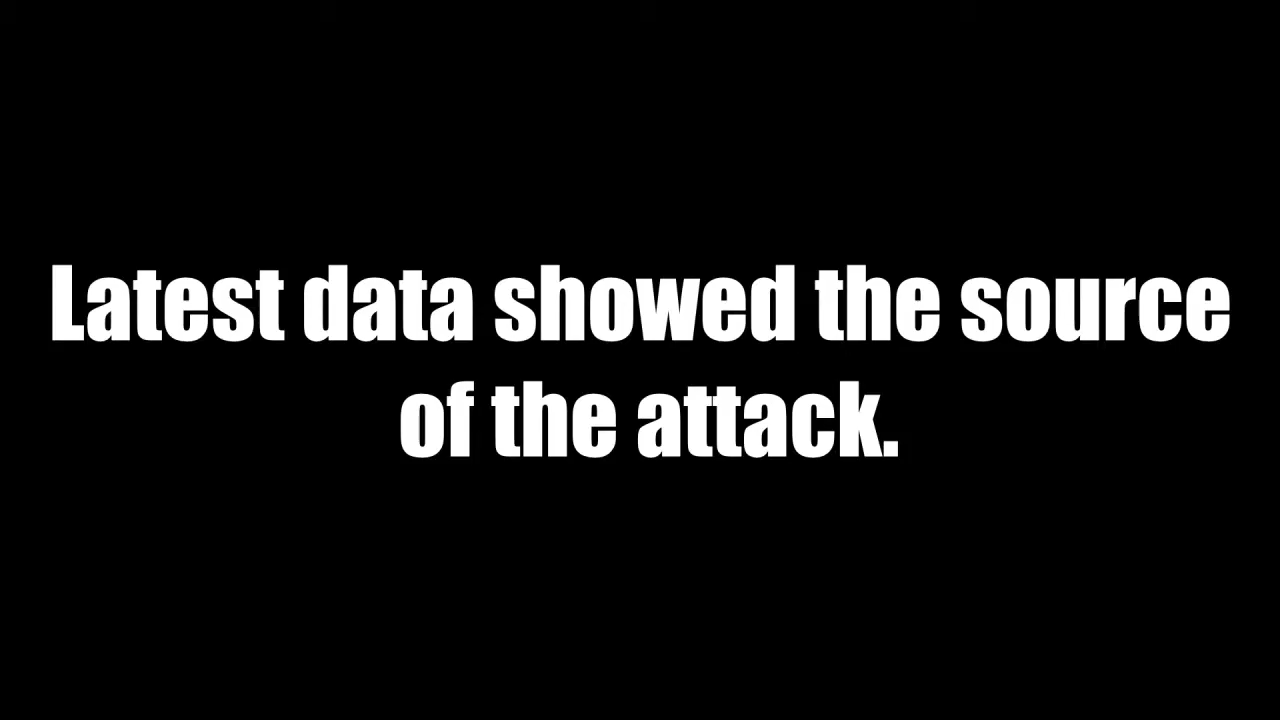 Latest data showed the source
of the attack.